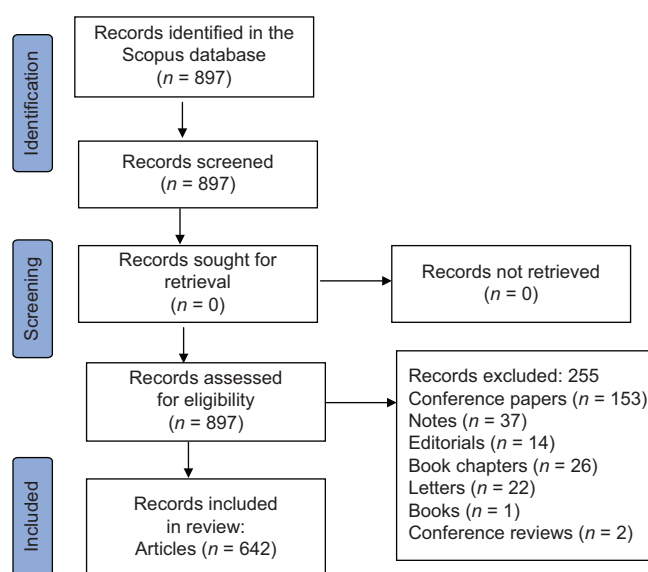 Identification
Records identified in the
Scopus database
(n = 897)
Records screened
(n = 897)
Screening
Records sought for
retrieval
(n = 0)
Records not retrieved
(n = 0)
Records assessed
for eligibility
(n = 897)
Records excluded: 255
Conference papers (n = 153)
Notes (n = 37)
Editorials (n = 14)
Book chapters (n = 26)
Letters (n = 22)
Books (n = 1)
Conference reviews (n = 2)
Included
Records included
in review:
Articles (n = 642)